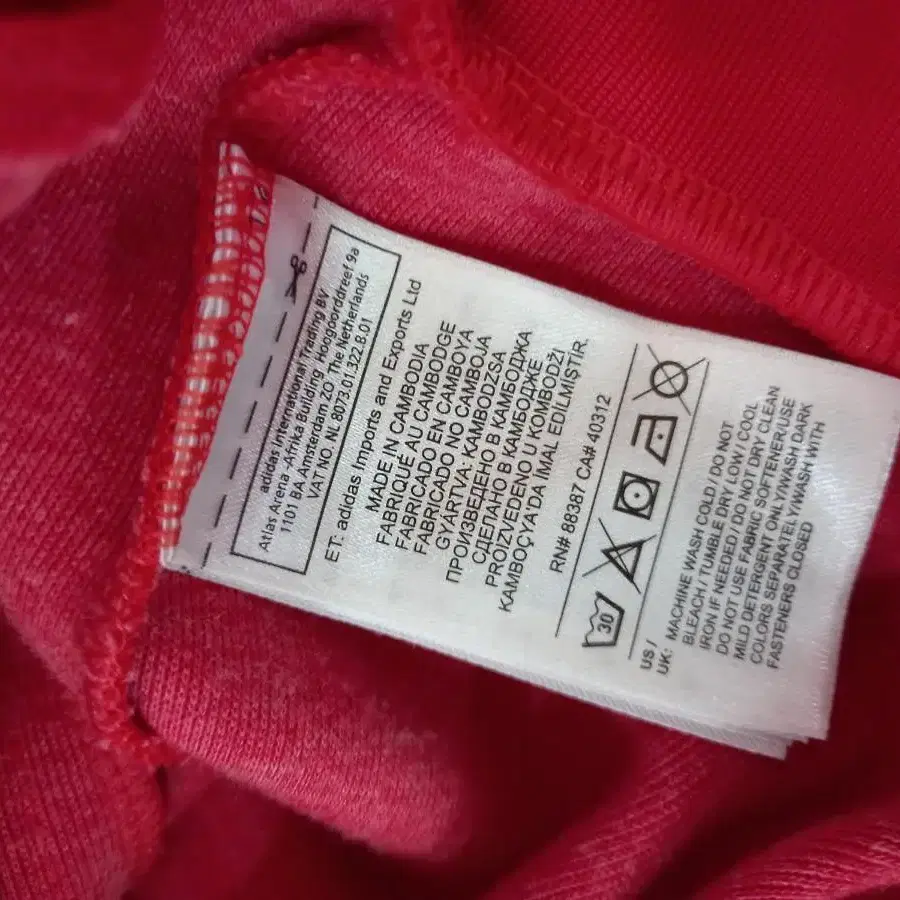 adidas International Trading BV
Atlas Arena -Afrika Building Hoogoorddreef 9a
1101 BA Amsterdam ZO The Netherlands
VAT NO. NL 8073.01.322.B.01
ET: adidas Imports and Exports Ltd
MADE IN CAMBODIA
FABRIQUÉ AU CAMBODGE
FABRICADO EN CAMBOYA
FABRICADO NO CAMBOJA
GYÁRTVA: KAMBODZSA
ПРОИЗВЕДЕНО В КАМБОДЖА
СДЕЛАНО В КАМБОДЖЕ
PROIZVEDENO U KOMBODŽI
KAMBOÇYA'DA İMAL EDİLMİŞTİR.
RN# 88387 CA# 40312
30
US /
UK:
MACHINE WASH COLD / DO NOT
BLEACH / TUMBLE DRY LOW / COOL
IRON IF NEEDED / DO NOT DRY CLEAN
DO NOT USE FABRIC SOFTENER/USE
MILD DETERGENT ONLY/WASH DARK
COLORS SEPARATELY/WASH WITH
FASTENERS CLOSED